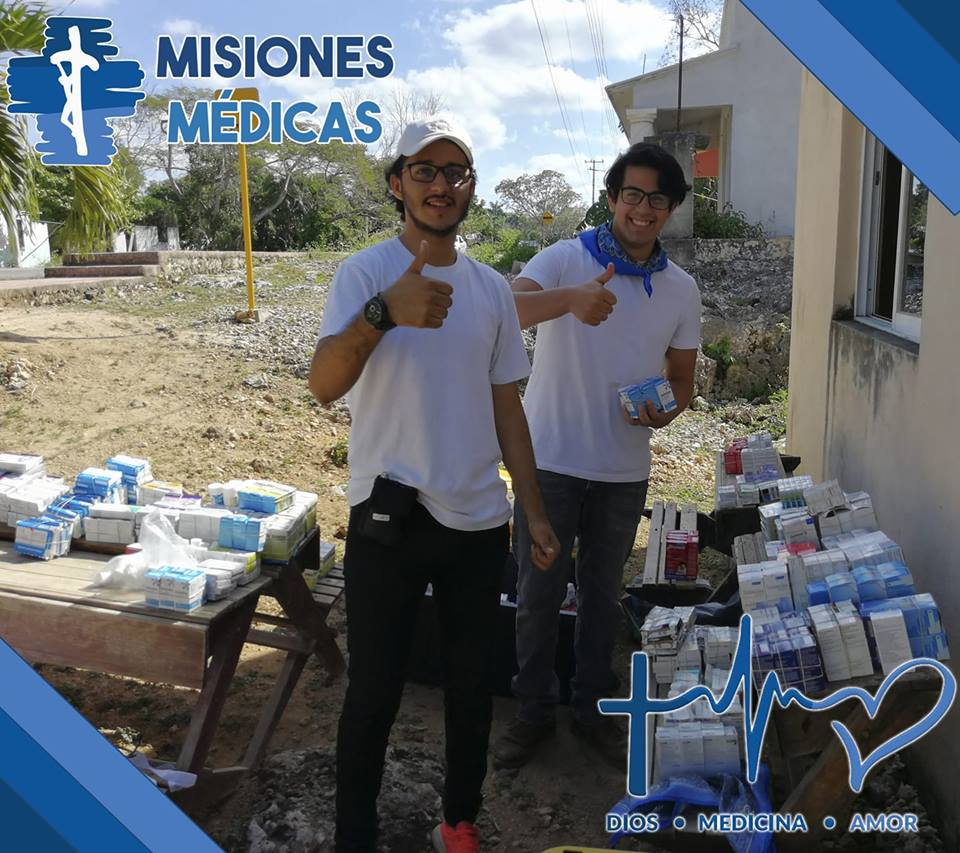 MISIONES
MÉDICAS
DIOS • MEDICINA • AMOR